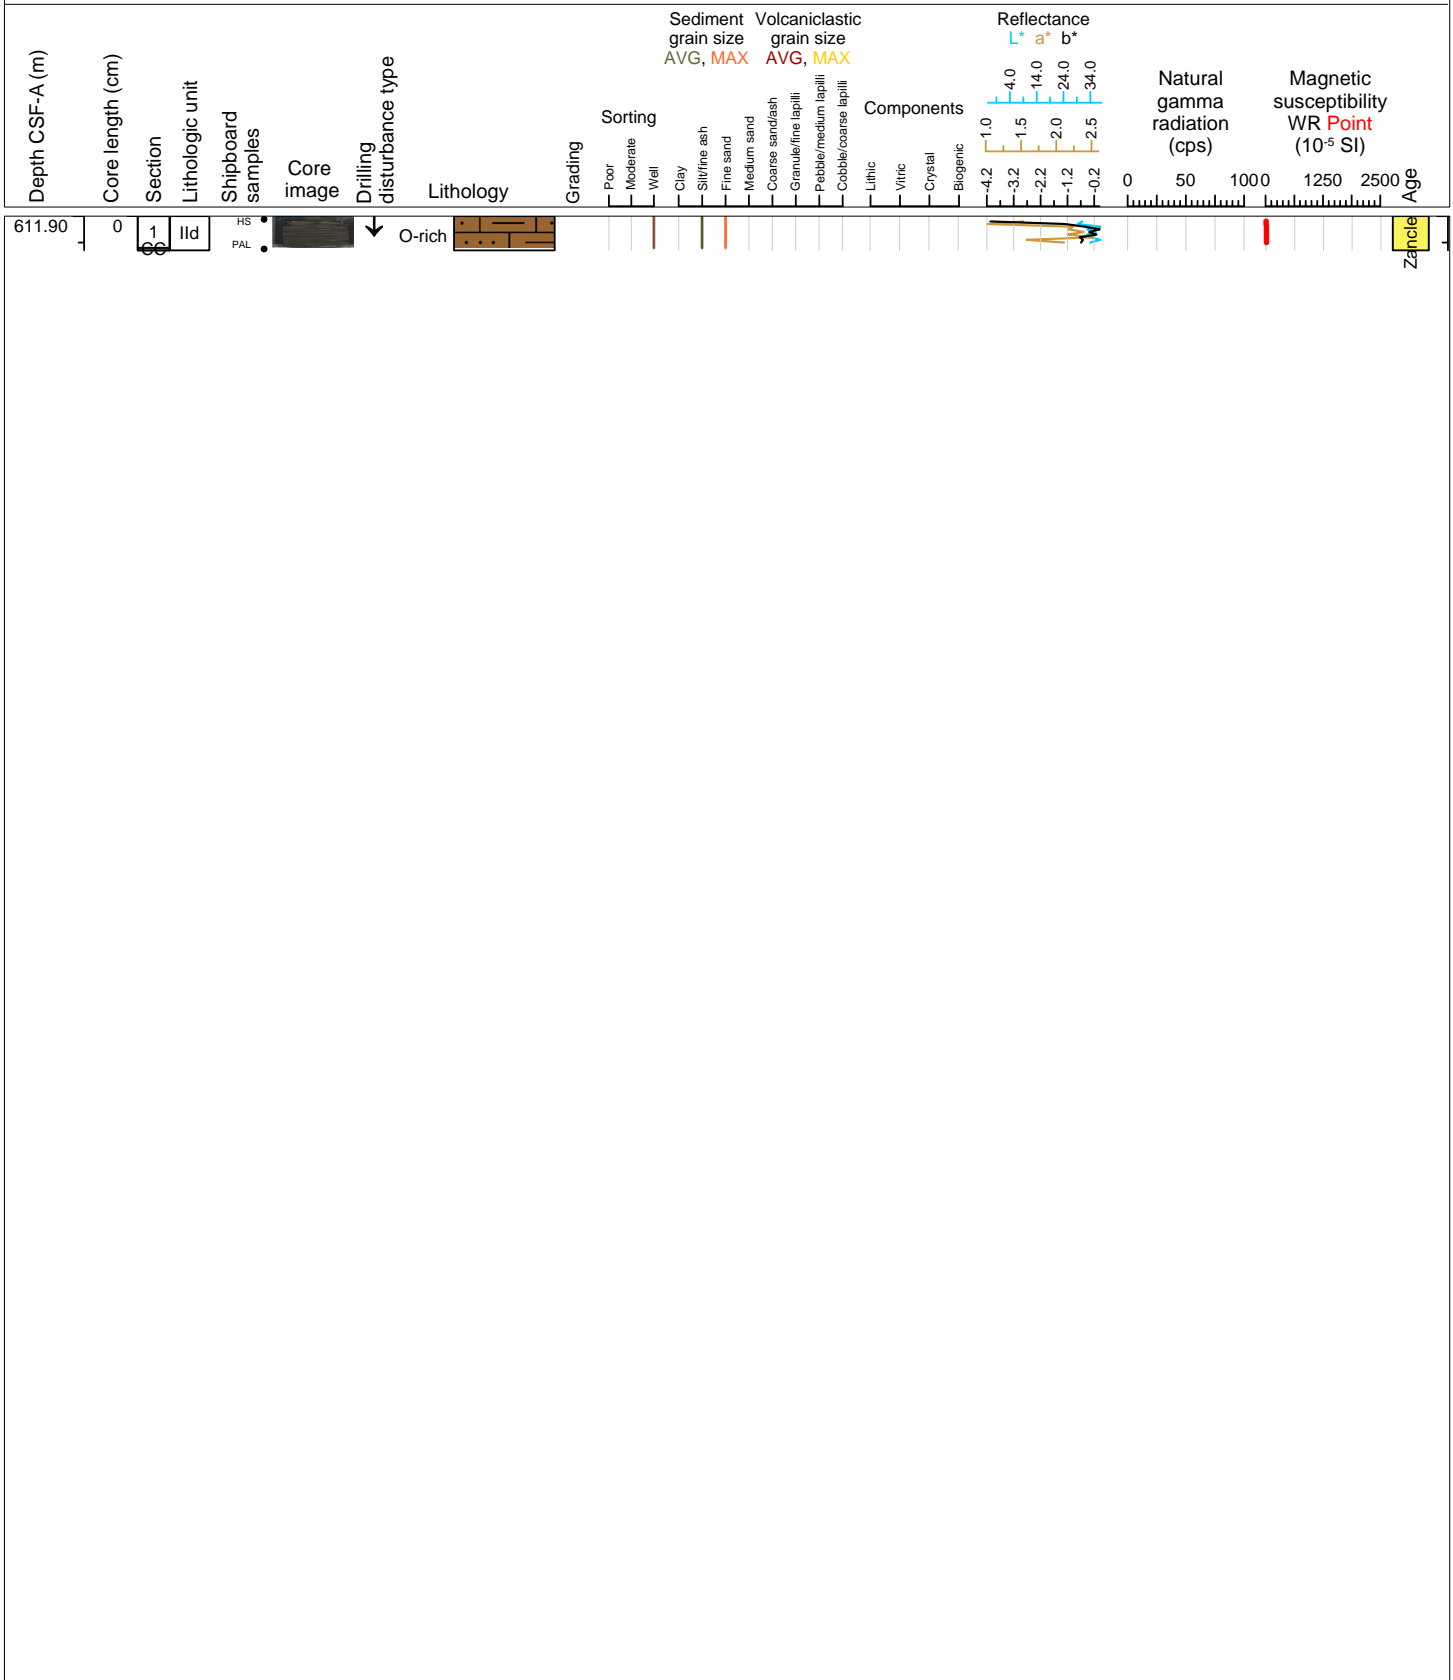 Depth CSF-A (m)
Core length (cm)
Section
Lithologic unit
Shipboard
samples
Core
image
Drilling
disturbance type
Lithology
Grading
Sorting
Poor
Moderate
Well
Sediment
grain size
AVG, MAX
Volcaniclastic
grain size
AVG, MAX
Clay
Silt/fine ash
Fine sand
Medium sand
Coarse sand/ash
Granule/fine lapilli
Pebble/medium lapilli
Cobble/coarse lapilli
Components
Lithic
Vitric
Crystal
Biogenic
Reflectance
L* a* b*
4.0 14.0 24.0 34.0
1.0 1.5 2.0 2.5
-4.2 -3.2 -2.2 -1.2 -0.2
Natural
gamma
radiation
(cps)
0 50 100
Magnetic
susceptibility
WR Point
(10-5 SI)
0 1250 2500
Age
611.90
0
1
CC
IId
HS
PAL
O-rich
Zancle